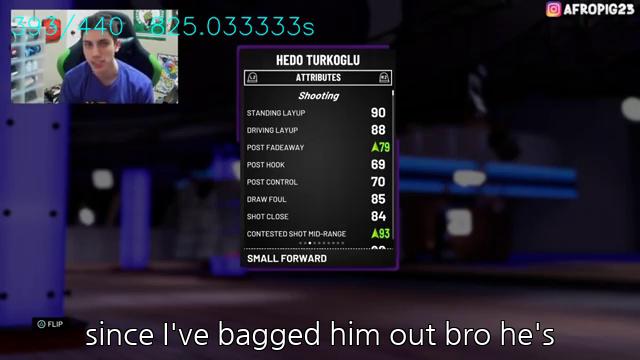 393/440 825.033333s
AFROPIG23
HEDO TURKOGLU
ATTRIBUTES
Shooting
STANDING LAYUP 90
DRIVING LAYUP 88
POST FADEAWAY 79
POST HOOK 69
POST CONTROL 70
DRAW FOUL 85
SHOT CLOSE 84
CONTESTED SHOT MID-RANGE 93
SMALL FORWARD
FLIP
since I've bagged him out bro he's